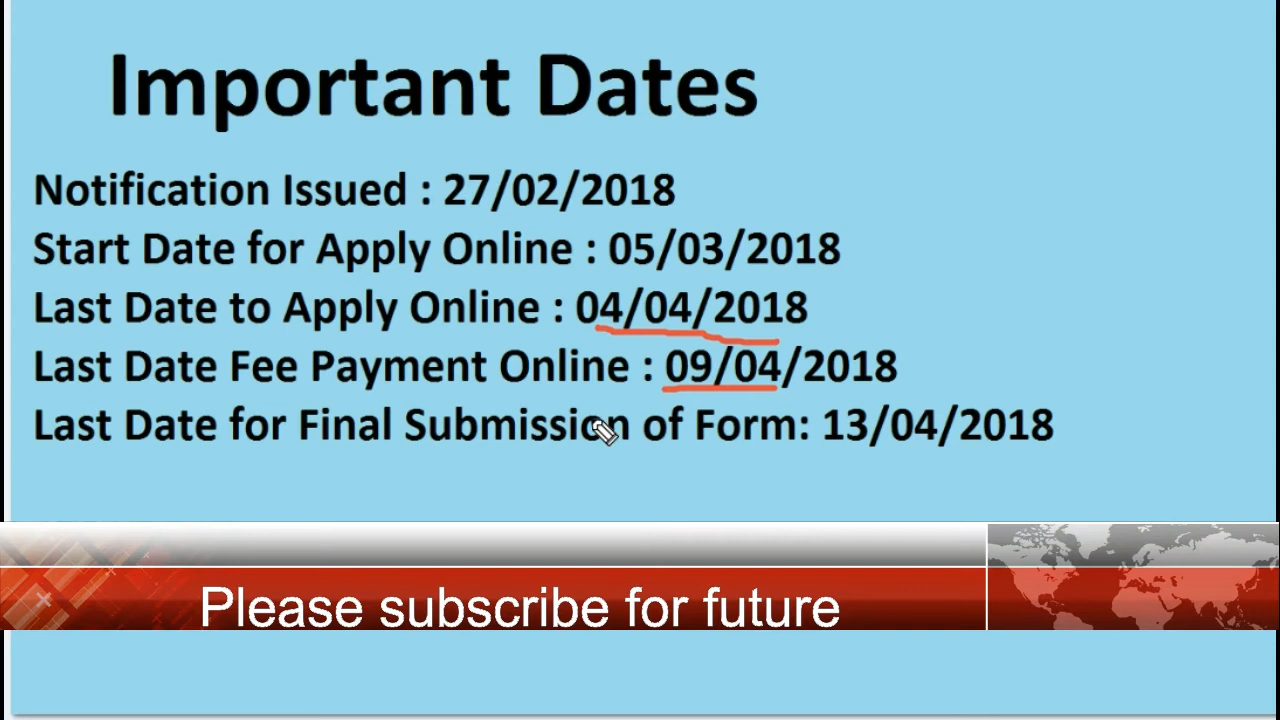 Important Dates
Notification Issued : 27/02/2018
Start Date for Apply Online : 05/03/2018
Last Date to Apply Online : 04/04/2018
Last Date Fee Payment Online : 09/04/2018
Last Date for Final Submission of Form: 13/04/2018
Please subscribe for future